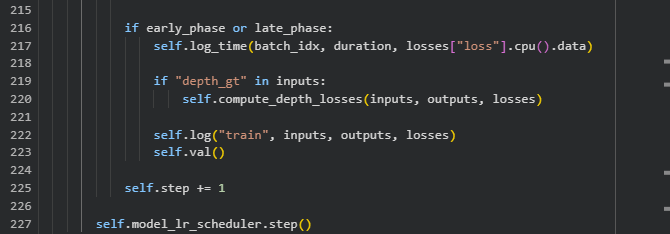 215
216 if early_phase or late_phase:
217 self.log_time(batch_idx, duration, losses["loss"].cpu().data)
218
219 if "depth_gt" in inputs:
220 self.compute_depth_losses(inputs, outputs, losses)
221
222 self.log("train", inputs, outputs, losses)
223 self.val()
224
225 self.step += 1
226
227 self.model_lr_scheduler.step()